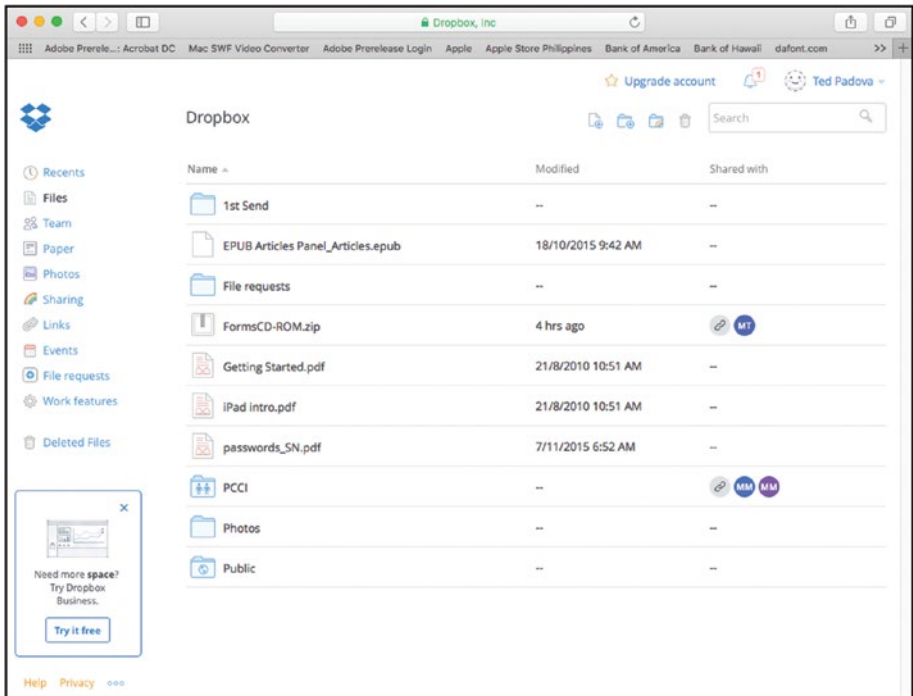 Dropbox, Inc
Adobe Prerele...: Acrobat DC Mac SWF Video Converter Adobe Prerelease Login Apple Apple Store Philippines Bank of America Bank of Hawaii dafont.com >> +
Upgrade account 1 Ted Padova
Dropbox Search
Name Modified Shared with
Recents
Files
Team
Paper
Photos
Sharing
Links
Events
File requests
Work features
Deleted Files
1st Send -- --
EPUB Articles Panel_Articles.epub 18/10/2015 9:42 AM --
File requests -- --
FormsCD-ROM.zip 4 hrs ago MT
Getting Started.pdf 21/8/2010 10:51 AM --
iPad intro.pdf 21/8/2010 10:51 AM --
passwords_SN.pdf 7/11/2015 6:52 AM --
PCCI -- MM MM
Photos -- --
Public -- --
Need more space?
Try Dropbox
Business.
Try it free
Help Privacy